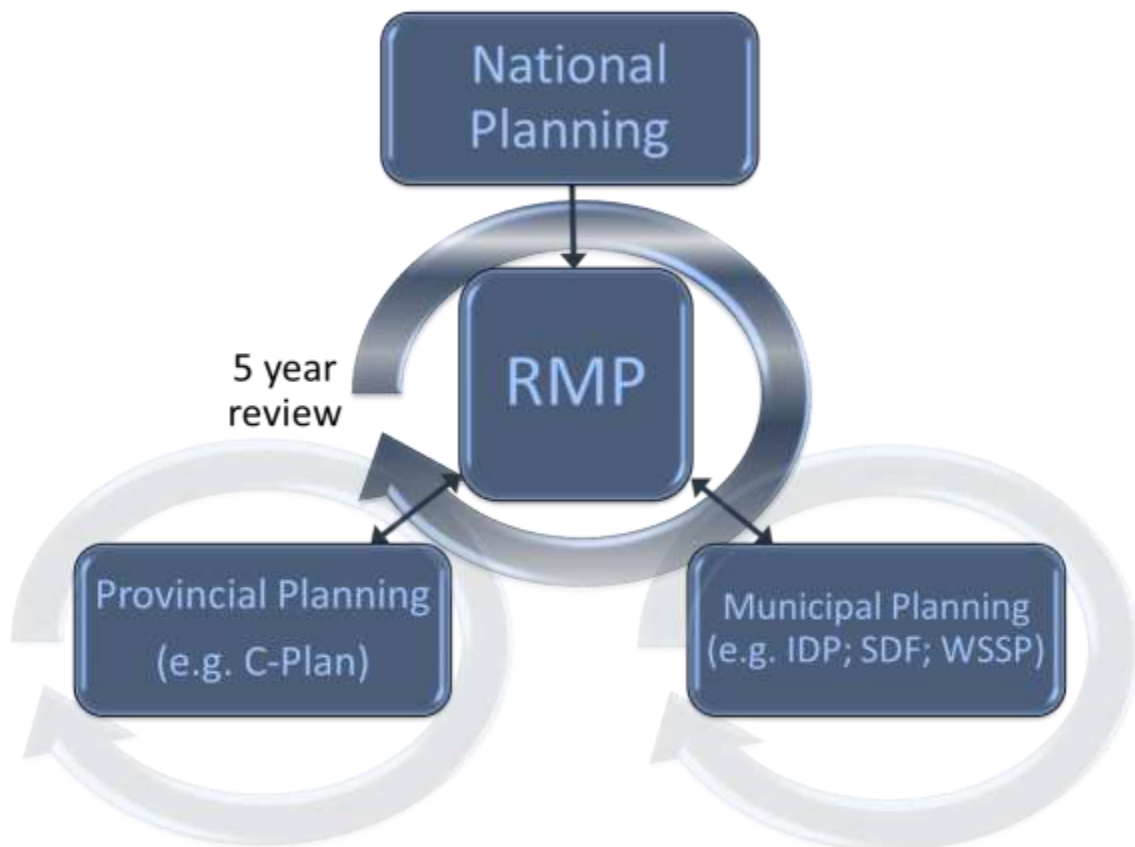 National
Planning
RMP
5 year
review
Provincial Planning
(e.g. C-Plan)
Municipal Planning
(e.g. IDP; SDF; WSSP)